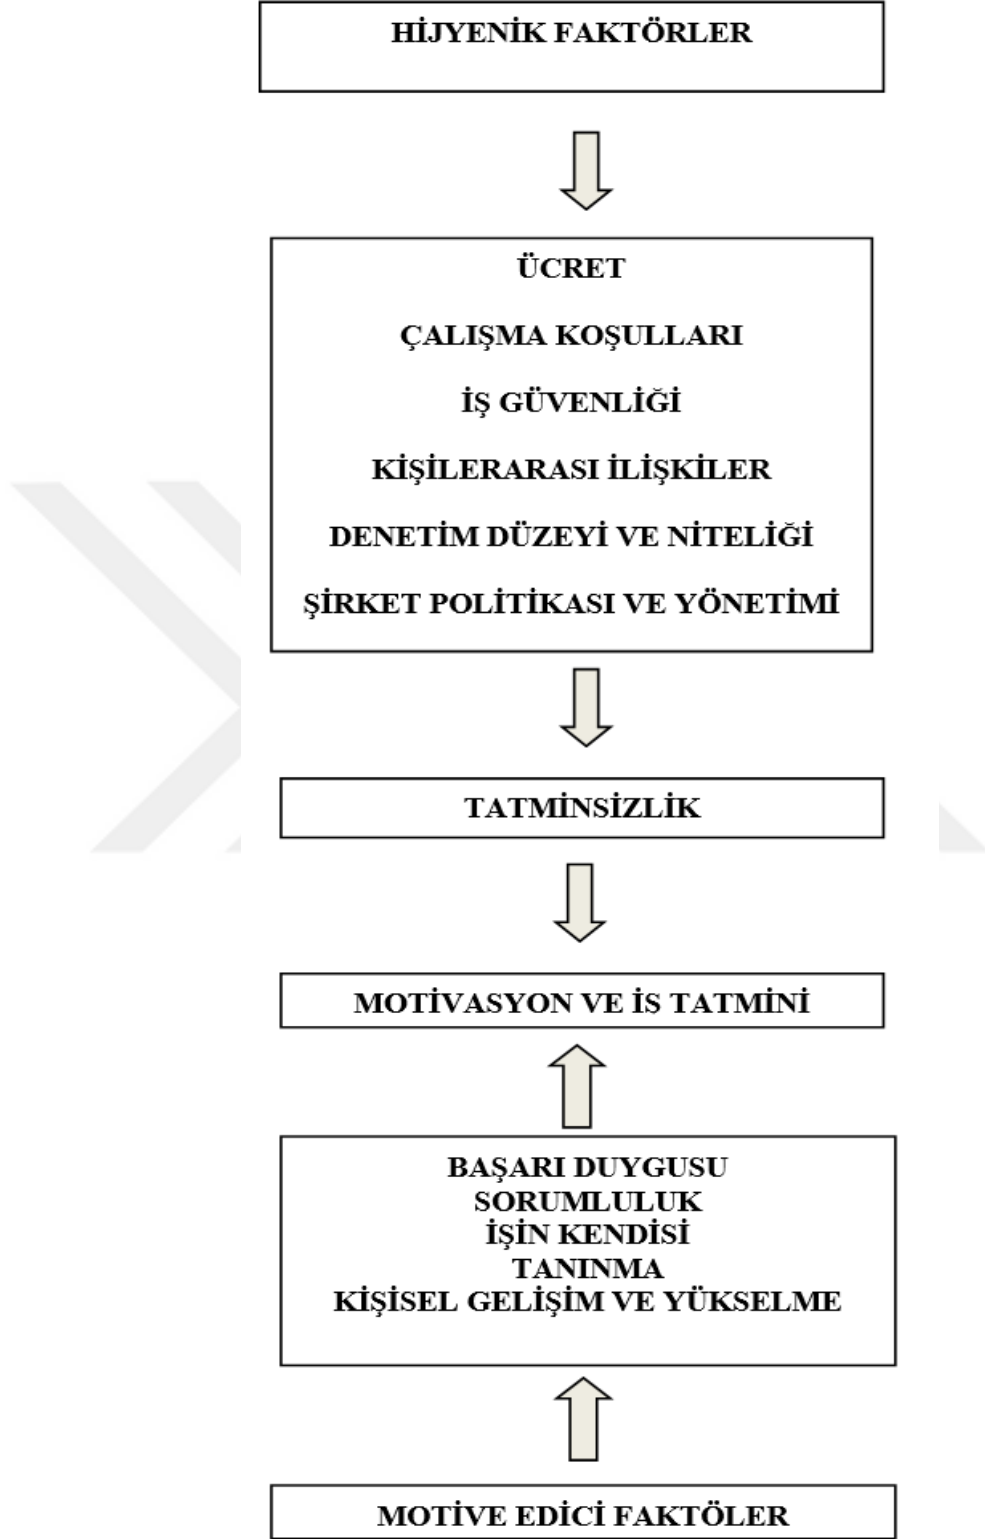 HİJYENİK FAKTÖRLER
ÜCRET
ÇALIŞMA KOŞULLARI
İŞ GÜVENLİĞİ
KİŞİLERARASI İLİŞKİLER
DENETİM DÜZEYİ VE NİTELİĞİ
ŞİRKET POLİTİKASI VE YÖNETİMİ
TATMİNSİZLİK
MOTİVASYON VE İS TATMİNİ
BAŞARI DUYGUSU
SORUMLULUK
İŞİN KENDİSİ
TANINMA
KİŞİSEL GELİŞİM VE YÜKSELME
MOTİVE EDİCİ FAKTÖLER